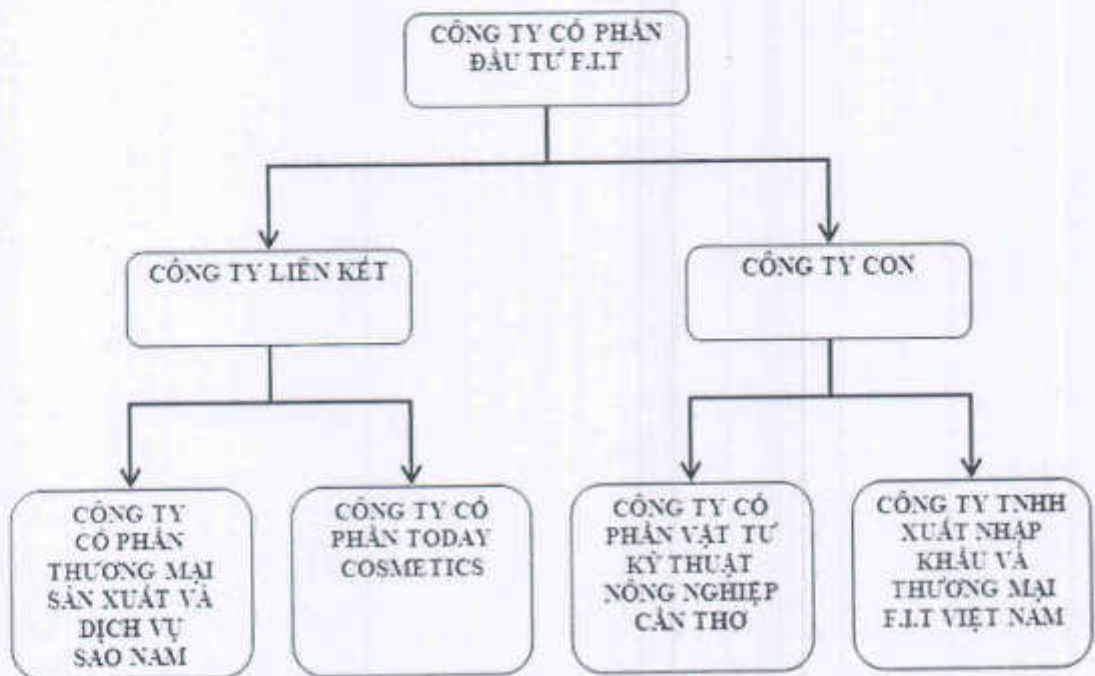 CÔNG TY CỔ PHẦN
ĐẦU TƯ F.I.T
CÔNG TY LIÊN KẾT
CÔNG TY CON
CÔNG TY
CỔ PHẦN
THƯƠNG MẠI
SẢN XUẤT VÀ
DỊCH VỤ
SAO NAM
CÔNG TY CỔ
PHẦN TODAY
COSMETICS
CÔNG TY CỔ
PHẦN VẬT TƯ
KỸ THUẬT
NÔNG NGHIỆP
CẦN THƠ
CÔNG TY TNHH
XUẤT NHẬP
KHẨU VÀ
THƯƠNG MẠI
F.I.T VIỆT NAM